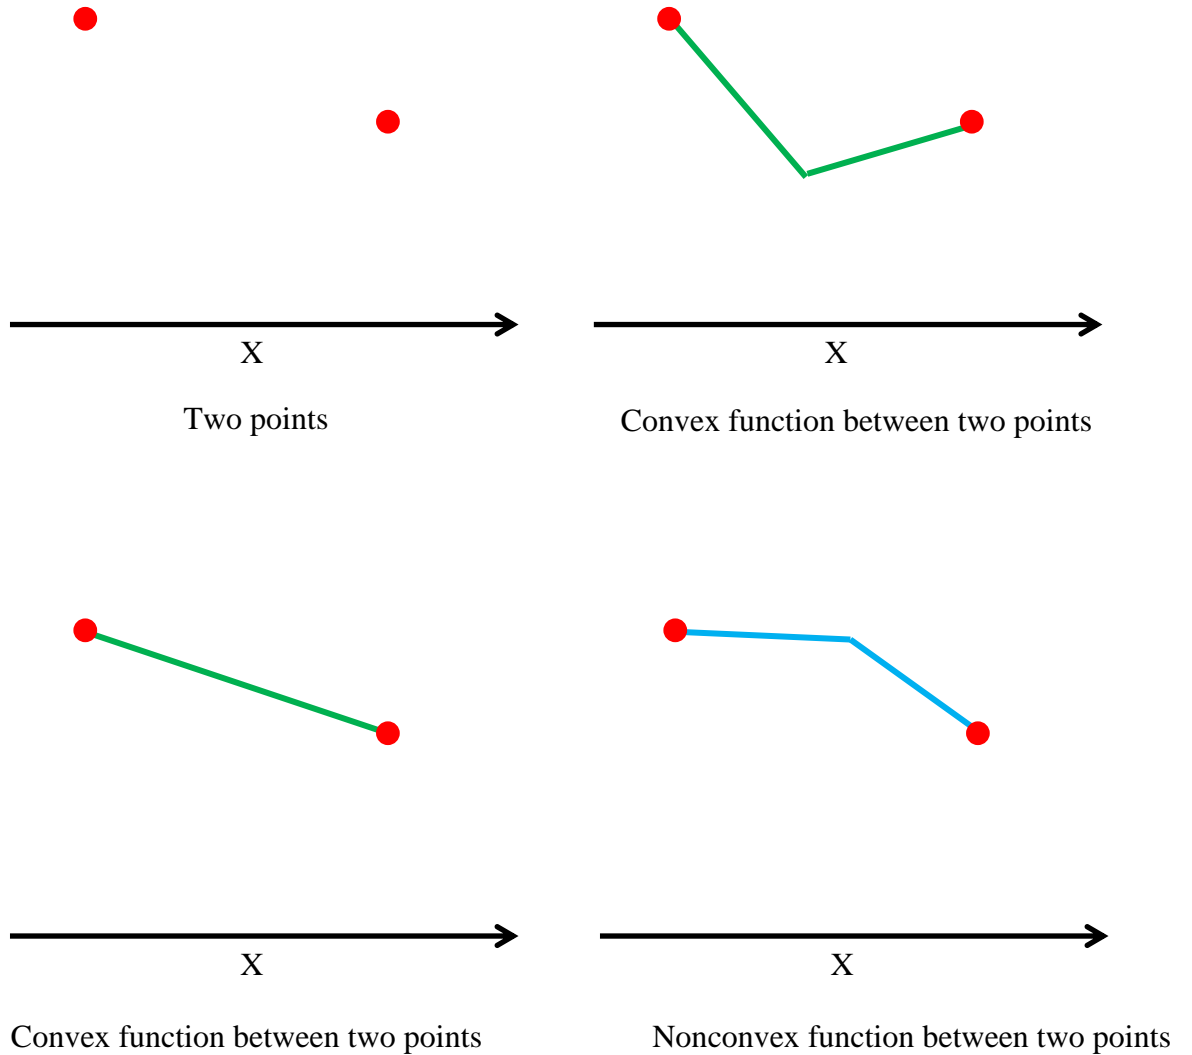 X
X
Two points
Convex function between two points
X
X
Convex function between two points
Nonconvex function between two points